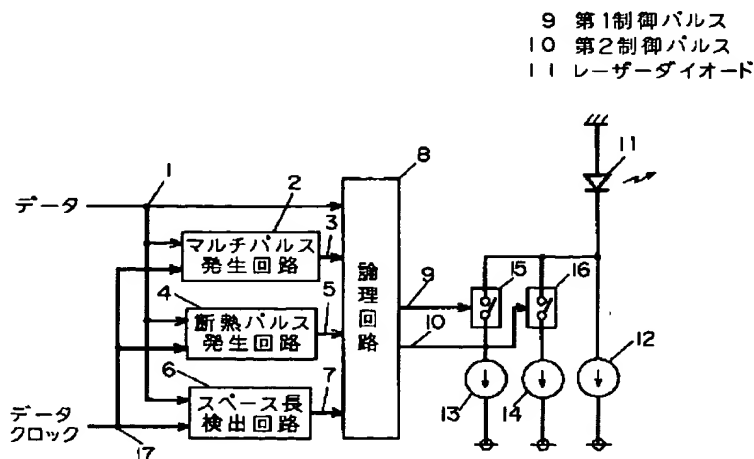 9 第1制御パルス
10 第2制御パルス
11 レーザーダイオード
データ
1
2
マルチパルス
発生回路
3
4
断熱パルス
発生回路
5
6
スペース長
検出回路
7
データ
クロック
17
8
論理回路
9
10
11
15
16
12
13
14